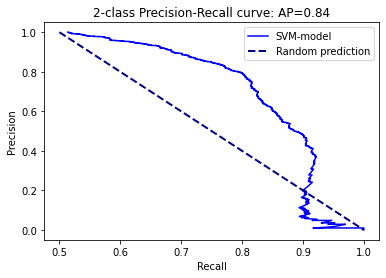 2-class Precision-Recall curve: AP=0.84
SVM-model
Random prediction
Precision
1.0
0.8
0.6
0.4
0.2
0.0
0.5 0.6 0.7 0.8 0.9 1.0
Recall